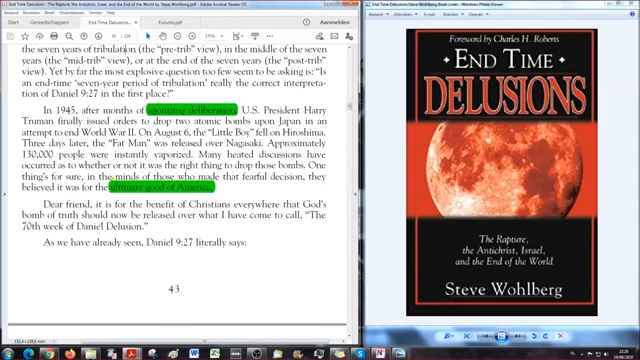 End Time Delusions - The Rapture, the Antichrist, Israel, and the End of the World by Steve Wohlberg.pdf - Adobe Acrobat Reader DC
Start
Gereedschappen
End Time Delusions ...
Futurist.pdf
the seven years of tribulation (the "pre-trib" view), in the middle of the seven
years (the "mid-trib" view), or at the end of the seven years (the "post-trib"
view). Yet by far the most explosive question too few seem to be asking is: "Is
an end-time 'seven-year period of tribulation' really the correct interpreta-
tion of Daniel 9:27 in the first place?"
In 1945, after months of agonizing deliberation, U.S. President Harry
Truman finally issued orders to drop two atomic bombs upon Japan in
an attempt to end World War II. On August 6, the "Little Boy" fell on Hiroshima.
Three days later, the "Fat Man" was released over Nagasaki. Approximately
130,000 people were instantly vaporized. Many heated discussions have
occurred as to whether or not it was the right thing to drop those bombs. One
thing's for sure, in the minds of those who made that fearful decision, they
believed it was for the ultimate good of America.
Dear friend, it is for the benefit of Christians everywhere that God's
bomb of truth should now be released over what I have come to call, "The
70th week of Daniel Delusion."
As we have already seen, Daniel 9:27 literally says:
43
Foreword by Charles H. Roberts
END TIME
DELUSIONS
The Rapture,
the Antichrist, Israel,
and the End of the World
Steve Wohlberg
23:20